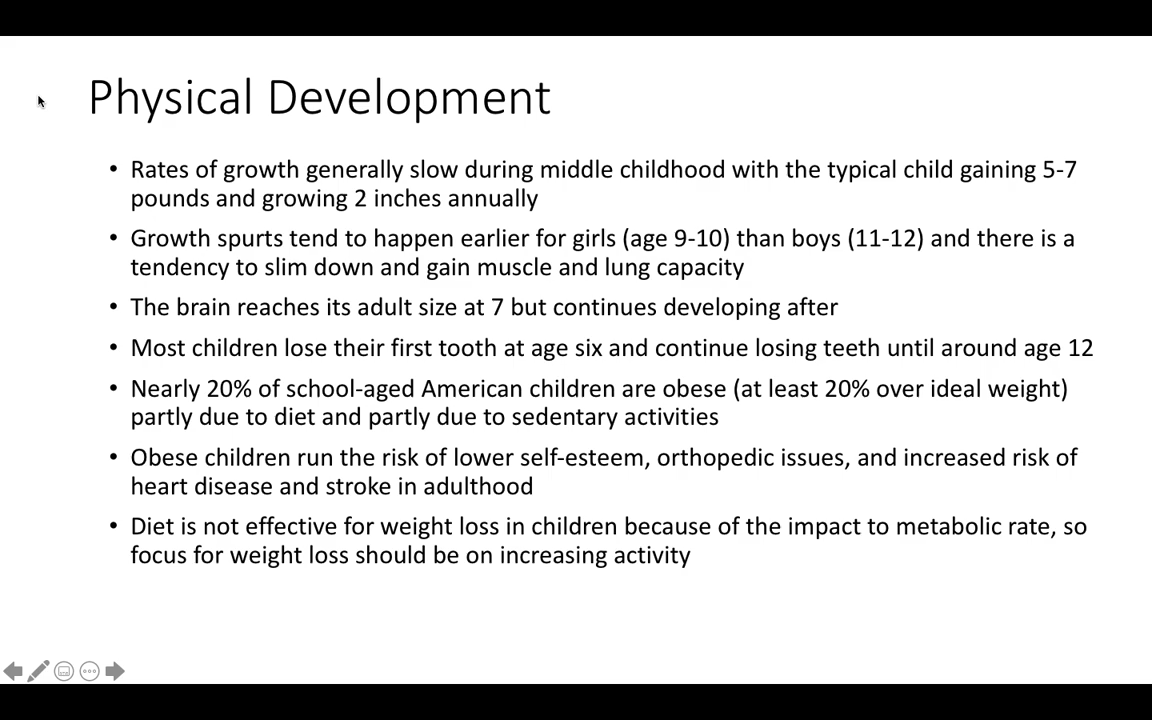 Physical Development
• Rates of growth generally slow during middle childhood with the typical child gaining 5-7
pounds and growing 2 inches annually
• Growth spurts tend to happen earlier for girls (age 9-10) than boys (11-12) and there is a
tendency to slim down and gain muscle and lung capacity
• The brain reaches its adult size at 7 but continues developing after
• Most children lose their first tooth at age six and continue losing teeth until around age 12
• Nearly 20% of school-aged American children are obese (at least 20% over ideal weight)
partly due to diet and partly due to sedentary activities
• Obese children run the risk of lower self-esteem, orthopedic issues, and increased risk of
heart disease and stroke in adulthood
• Diet is not effective for weight loss in children because of the impact to metabolic rate, so
focus for weight loss should be on increasing activity